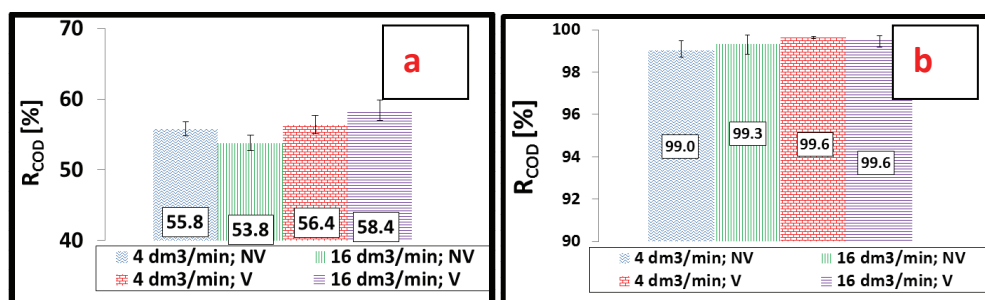 70
60
50
40
R_COD [%]
a
55.8 53.8 56.4 58.4
4 dm3/min; NV 16 dm3/min; NV
4 dm3/min; V 16 dm3/min; V
100
98
96
94
92
90
R_COD [%]
b
99.0 99.3 99.6 99.6
4 dm3/min; NV 16 dm3/min; NV
4 dm3/min; V 16 dm3/min; V